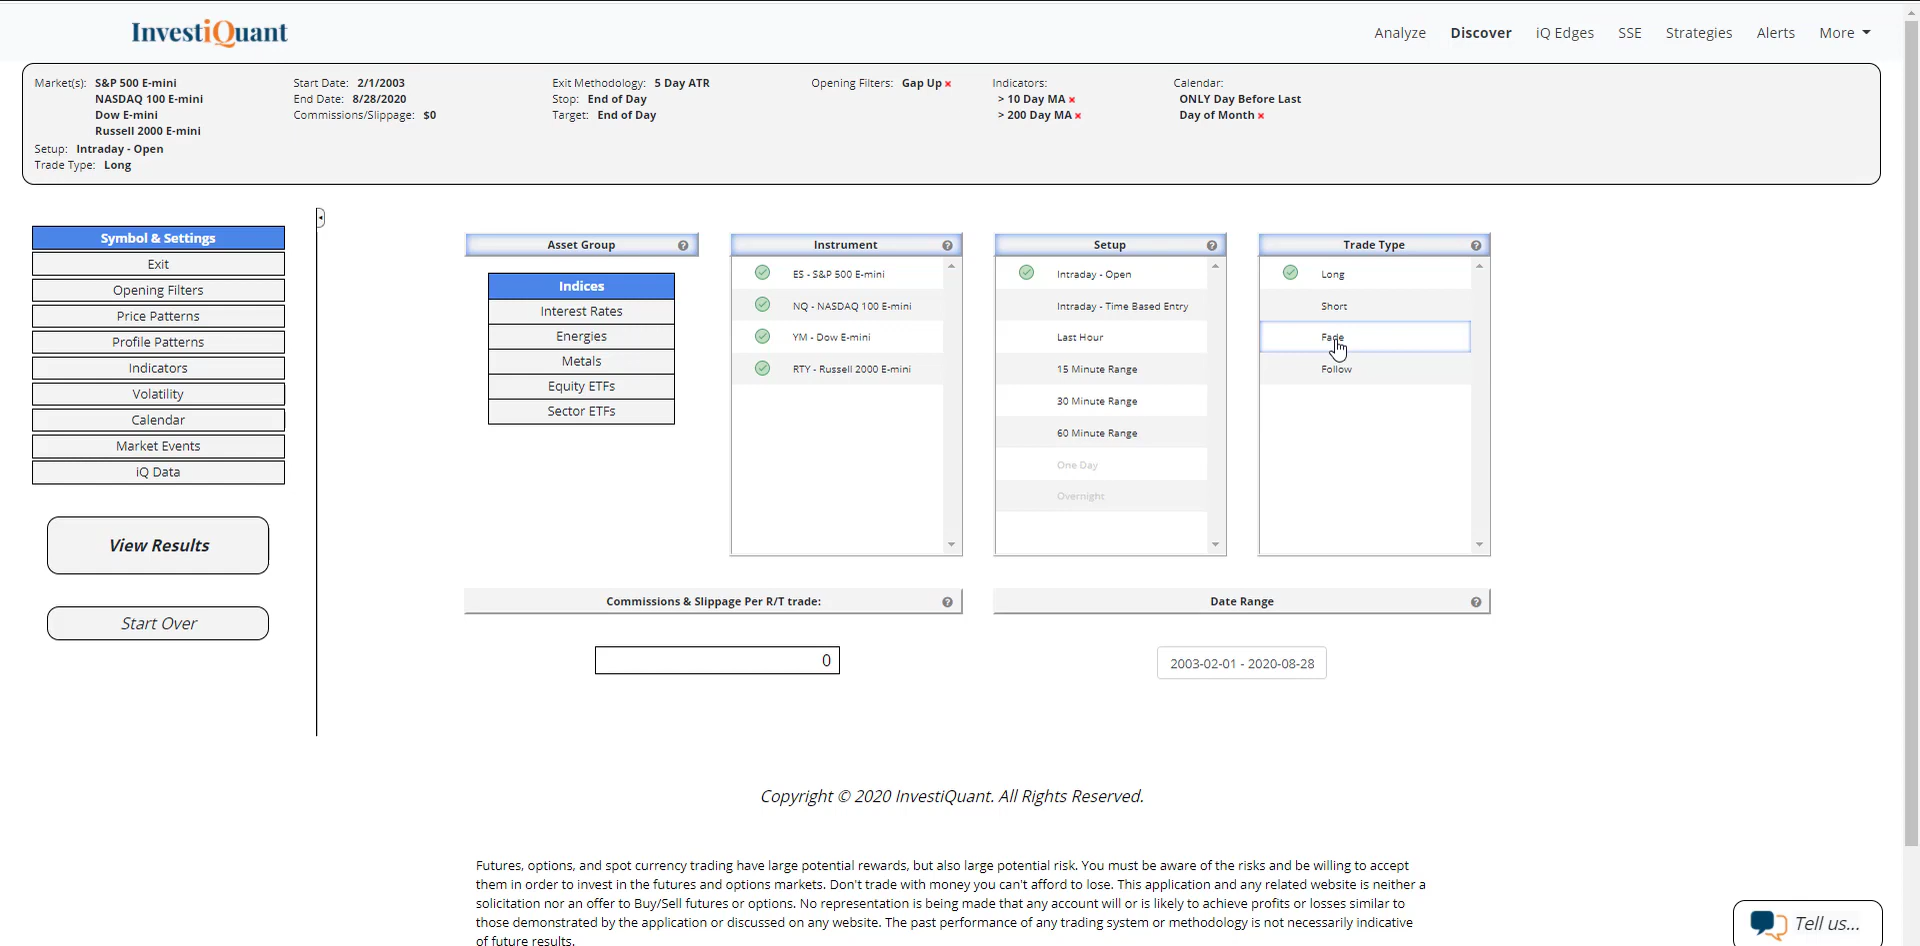 InvestiQuant
Analyze
Discover
iQ Edges
SSE
Strategies
Alerts
More
Market(s): S&P 500 E-mini
NASDAQ 100 E-mini
Dow E-mini
Russell 2000 E-mini
Setup: Intraday - Open
Trade Type: Long
Start Date: 2/1/2003
End Date: 8/28/2020
Commissions/Slippage: $0
Exit Methodology: 5 Day ATR
Stop: End of Day
Target: End of Day
Opening Filters: Gap Up x
Indicators:
> 10 Day MA x
> 200 Day MA x
Calendar:
ONLY Day Before Last
Day of Month x
Symbol & Settings
Exit
Opening Filters
Price Patterns
Profile Patterns
Indicators
Volatility
Calendar
Market Events
iQ Data
View Results
Start Over
Asset Group ?
Indices
Interest Rates
Energies
Metals
Equity ETFs
Sector ETFs
Instrument ?
ES - S&P 500 E-mini
NQ - NASDAQ 100 E-mini
YM - Dow E-mini
RTY - Russell 2000 E-mini
Setup ?
Intraday - Open
Intraday - Time Based Entry
Last Hour
15 Minute Range
30 Minute Range
60 Minute Range
One Day
Overnight
Trade Type ?
Long
Short
Fade
Follow
Commissions & Slippage Per R/T trade: ?
0
Date Range ?
2003-02-01 - 2020-08-28
Copyright © 2020 InvestiQuant. All Rights Reserved.
Futures, options, and spot currency trading have large potential rewards, but also large potential risk. You must be aware of the risks and be willing to accept
them in order to invest in the futures and options markets. Don't trade with money you can't afford to lose. This application and any related website is neither a
solicitation nor an offer to Buy/Sell futures or options. No representation is being made that any account will or is likely to achieve profits or losses similar to
those demonstrated by the application or discussed on any website. The past performance of any trading system or methodology is not necessarily indicative
of future results.
Tell us...